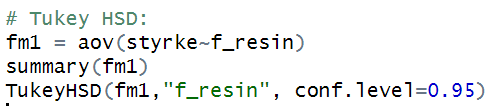 # Tukey HSD:
fm1 = aov(styrke~f_resin)
summary(fm1)
TukeyHSD(fm1,"f_resin", conf.level=0.95)